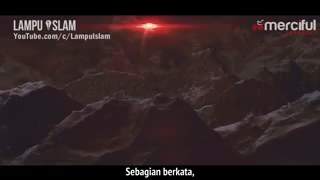 LAMPU ISLAM
YouTube.com/c/LampuIslam
merciful
Sebagian berkata,